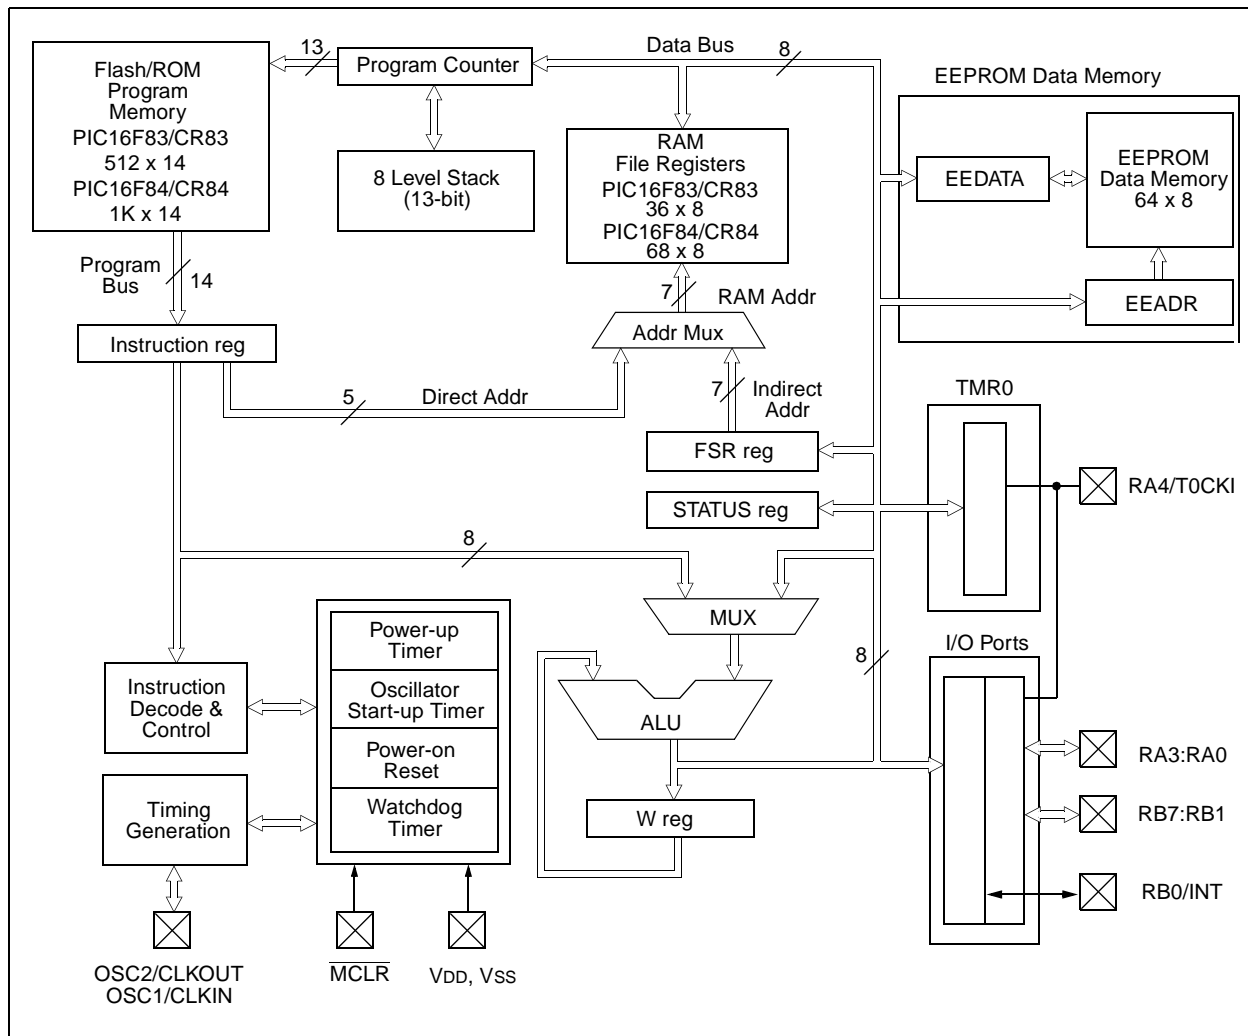 13
Data Bus
8
Flash/ROM
Program
Memory
PIC16F83/CR83
512 x 14
PIC16F84/CR84
1K x 14
Program Counter
8 Level Stack
(13-bit)
RAM
File Registers
PIC16F83/CR83
36 x 8
PIC16F84/CR84
68 x 8
EEPROM Data Memory
EEDATA
EEPROM
Data Memory
64 x 8
EEADR
Program
Bus
14
7
RAM Addr
Addr Mux
Instruction reg
5
Direct Addr
7
Indirect
Addr
FSR reg
STATUS reg
TMR0
RA4/T0CKI
8
MUX
Power-up
Timer
Oscillator
Start-up Timer
Power-on
Reset
Watchdog
Timer
Instruction
Decode &
Control
Timing
Generation
ALU
W reg
8
I/O Ports
RA3:RA0
RB7:RB1
RB0/INT
OSC2/CLKOUT
OSC1/CLKIN
MCLR
VDD, VSS